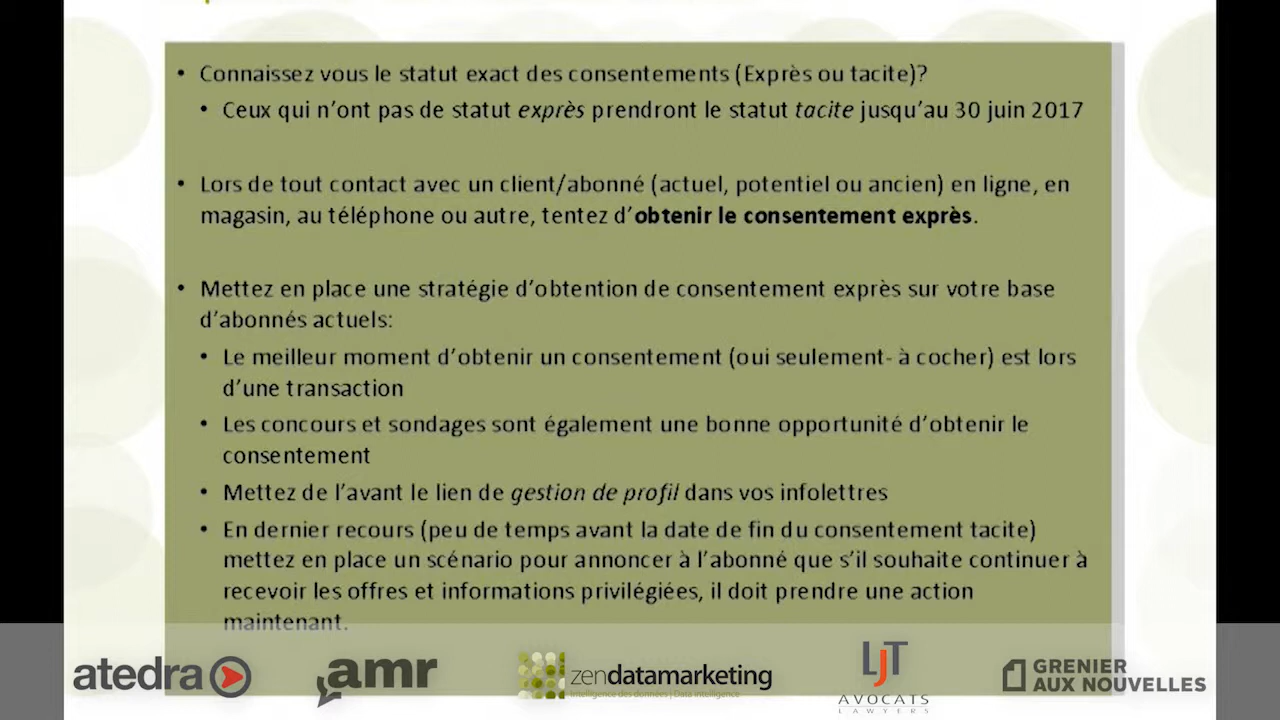 • Connaissez vous le statut exact des consentements (Exprès ou tacite)?
• Ceux qui n'ont pas de statut exprès prendront le statut tacite jusqu'au 30 juin 2017
• Lors de tout contact avec un client/abonné (actuel, potentiel ou ancien) en ligne, en
magasin, au téléphone ou autre, tentez d'obtenir le consentement exprès.
• Mettez en place une stratégie d'obtention de consentement exprès sur votre base
d'abonnés actuels:
• Le meilleur moment d'obtenir un consentement (oui seulement- à cocher) est lors
d'une transaction
• Les concours et sondages sont également une bonne opportunité d'obtenir le
consentement
• Mettez de l'avant le lien de gestion de profil dans vos infolettres
• En dernier recours (peu de temps avant la date de fin du consentement tacite)
mettez en place un scénario pour annoncer à l'abonné que s'il souhaite continuer à
recevoir les offres et informations privilégiées, il doit prendre une action
maintenant.
atedra
amr
zendatamarketing
intelligence des données | Data intelligence
LJT
AVOCATS
LAWYERS
GRENIER
AUX NOUVELLES